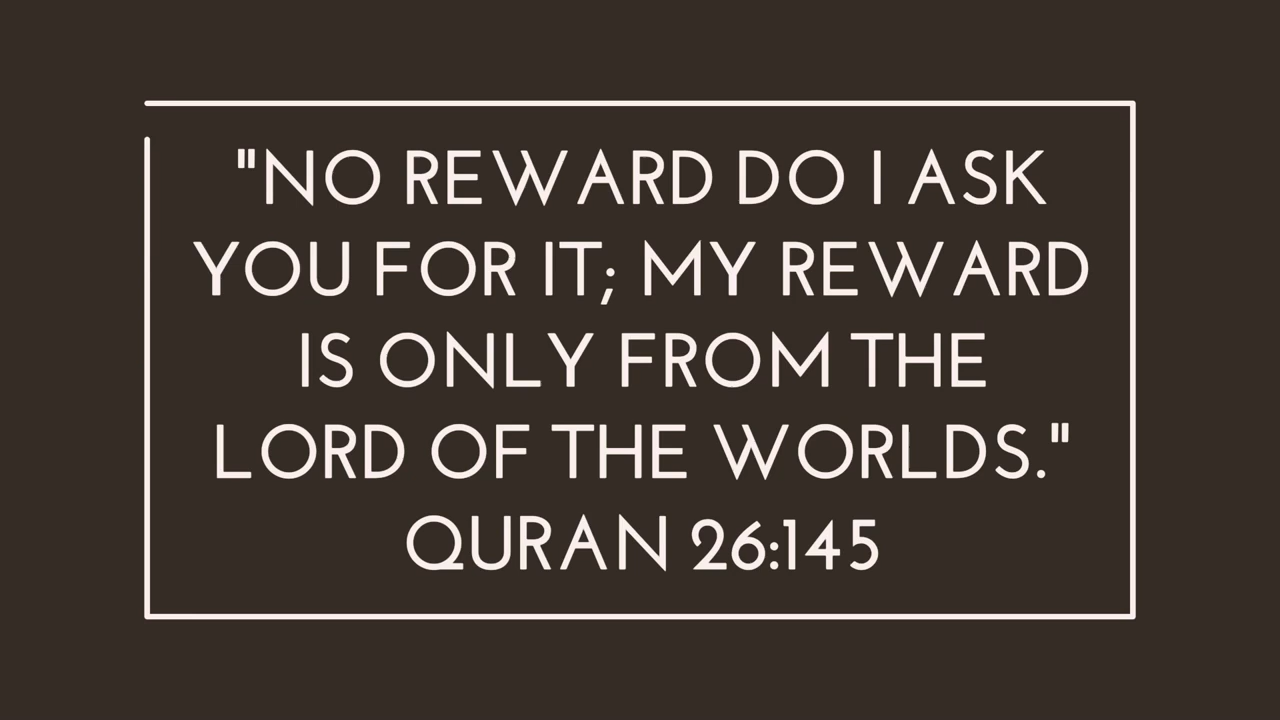 "NO REWARD DO I ASK
YOU FOR IT; MY REWARD
IS ONLY FROM THE
LORD OF THE WORLDS."
QURAN 26:145